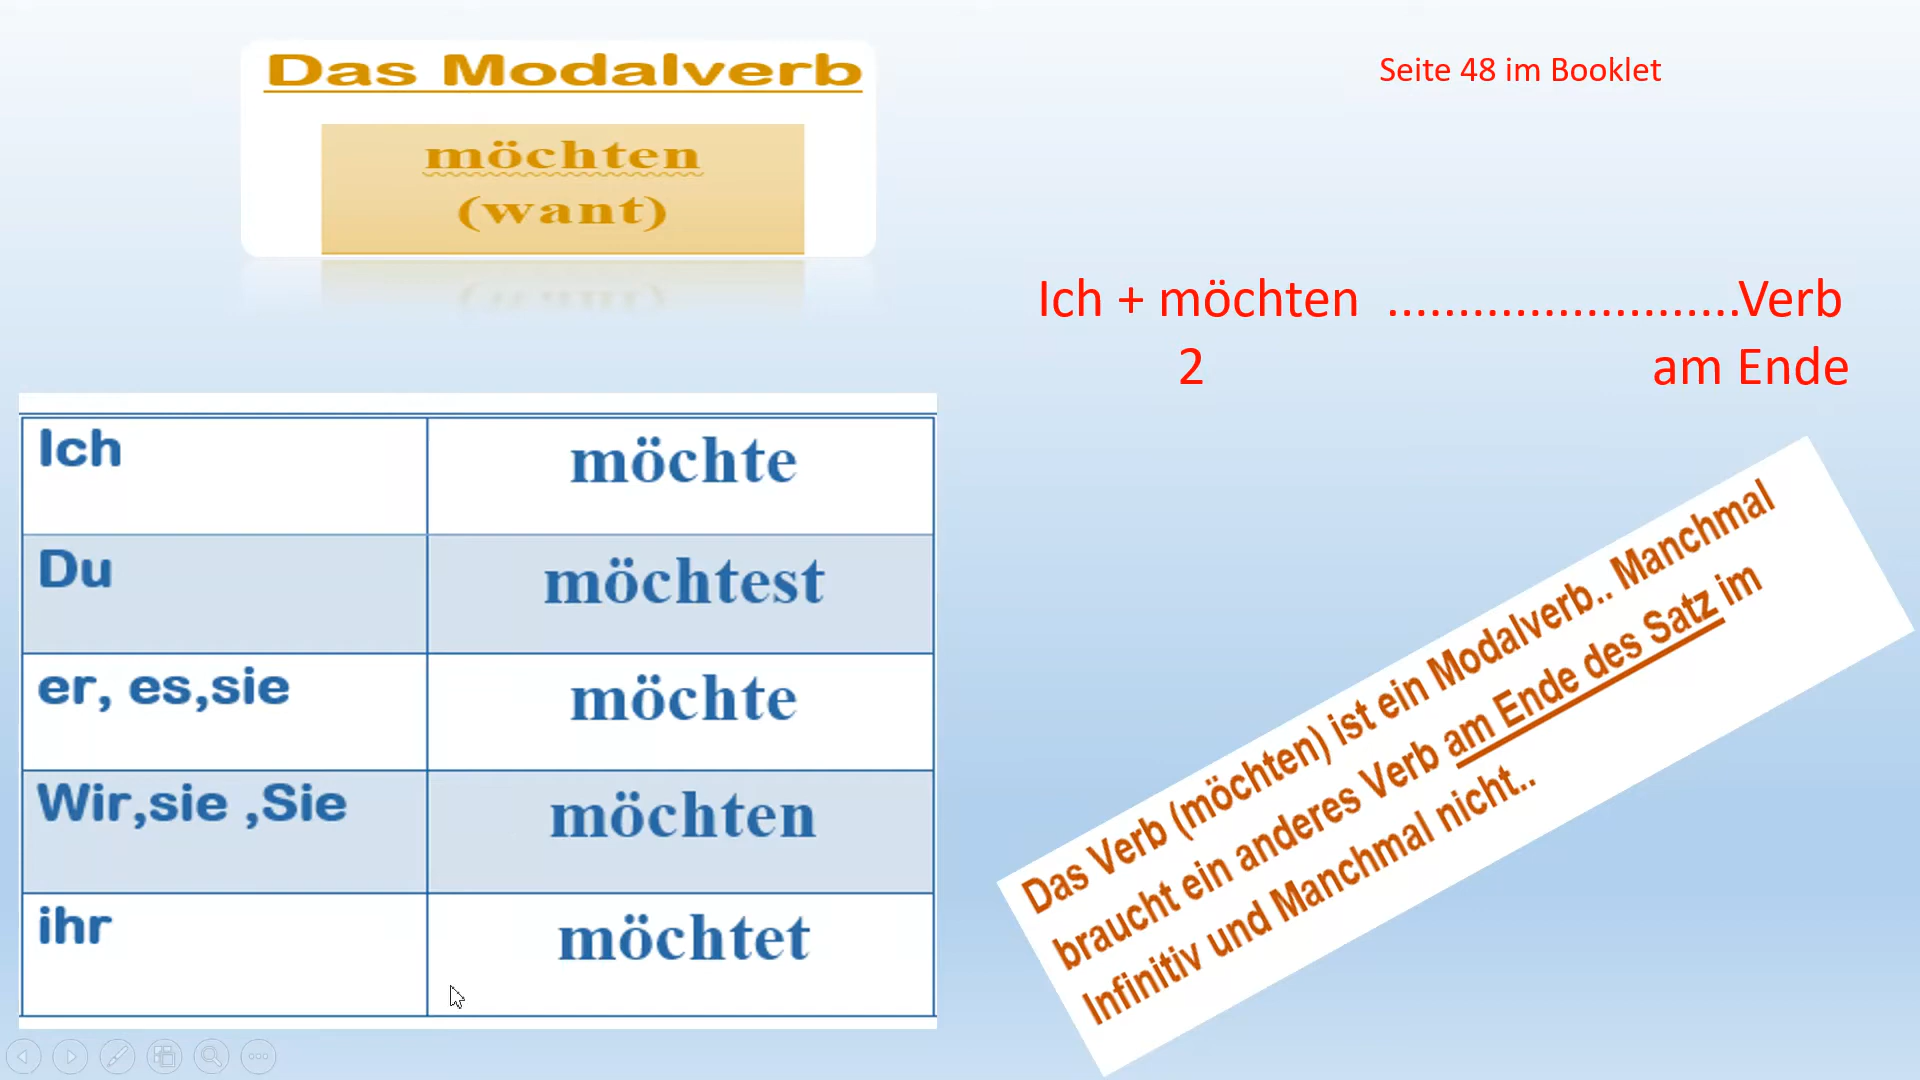 Das Modalverb
möchten
(want)
Seite 48 im Booklet
Ich + möchten .........................Verb
2 am Ende
Ich möchte
Du möchtest
er, es,sie möchte
Wir,sie ,Sie möchten
ihr möchtet
Das Verb (möchten) ist ein Modalverb.. Manchmal
braucht ein anderes Verb am Ende des Satz im
Infinitiv und Manchmal nicht..